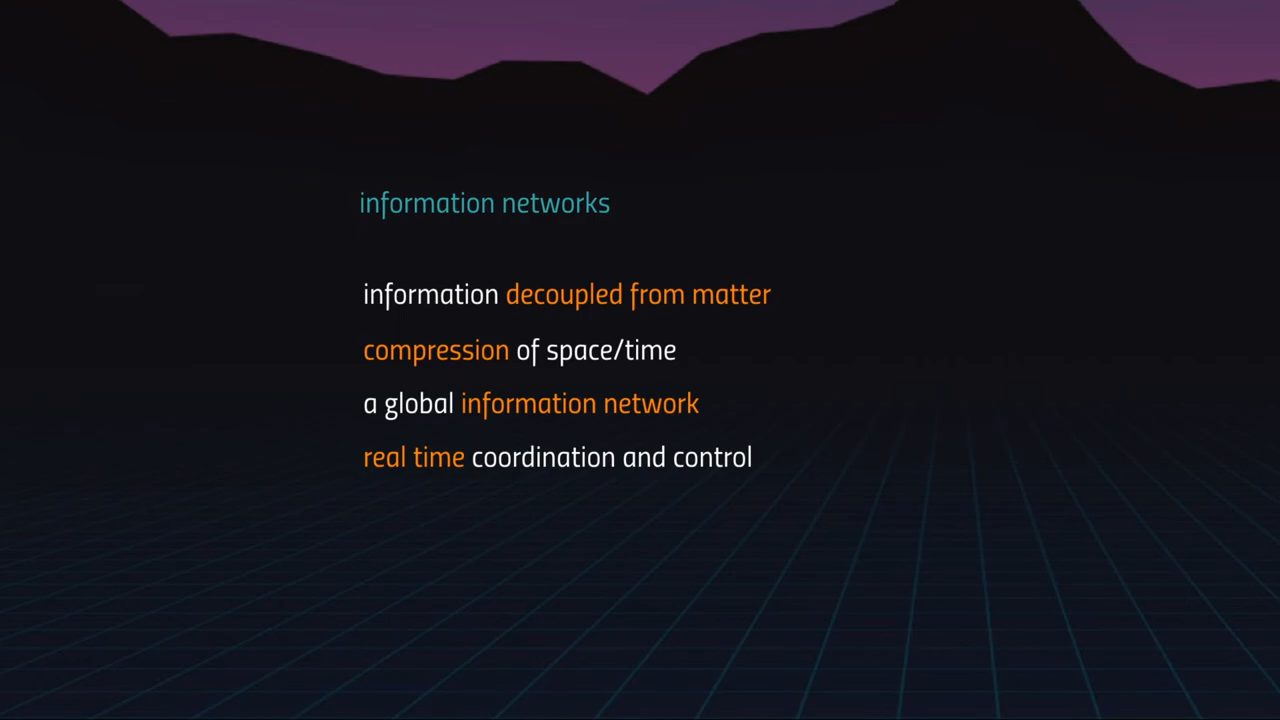 information networks
information decoupled from matter
compression of space/time
a global information network
real time coordination and control